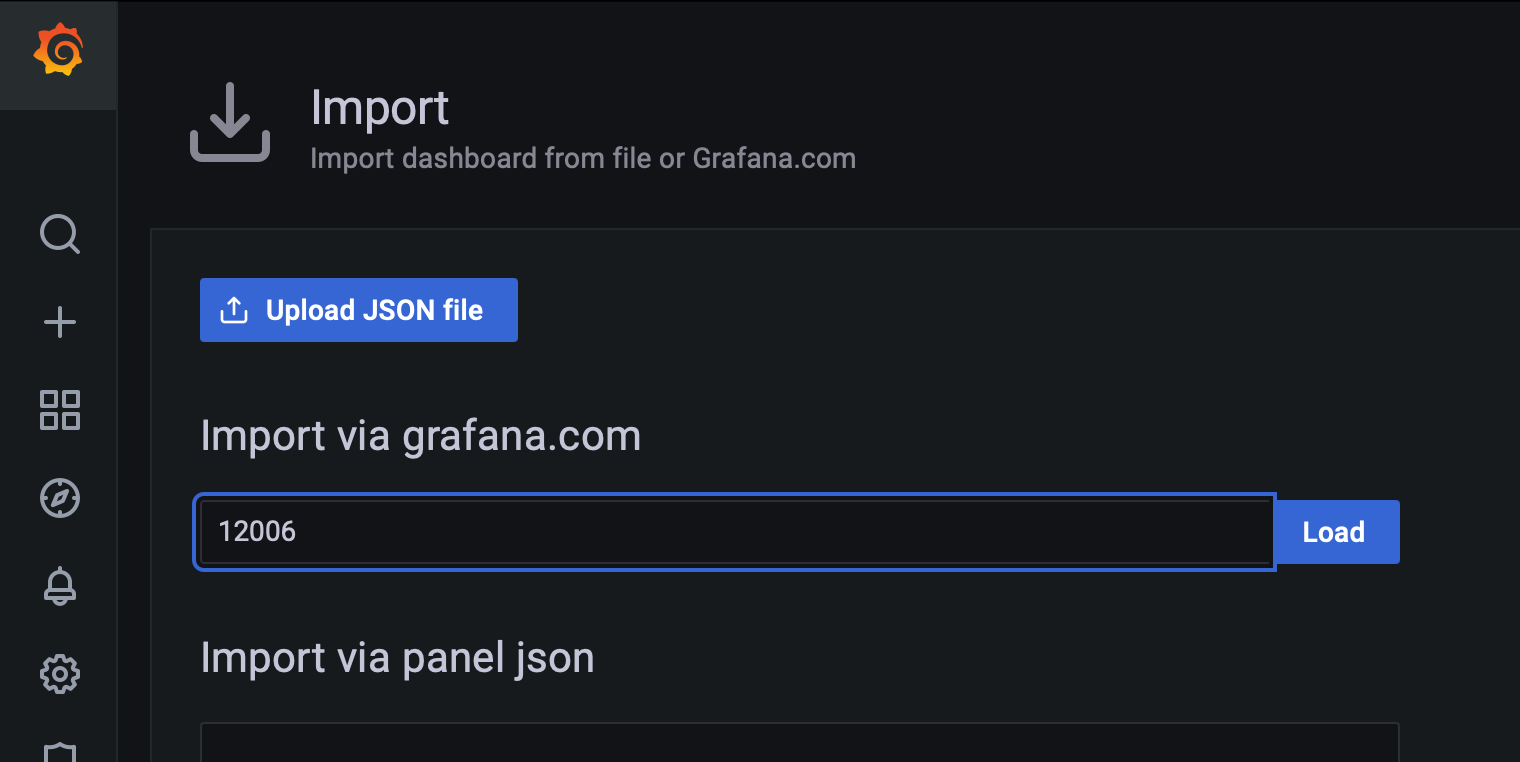 Import
Import dashboard from file or Grafana.com
Upload JSON file
Import via grafana.com
12006
Load
Import via panel json